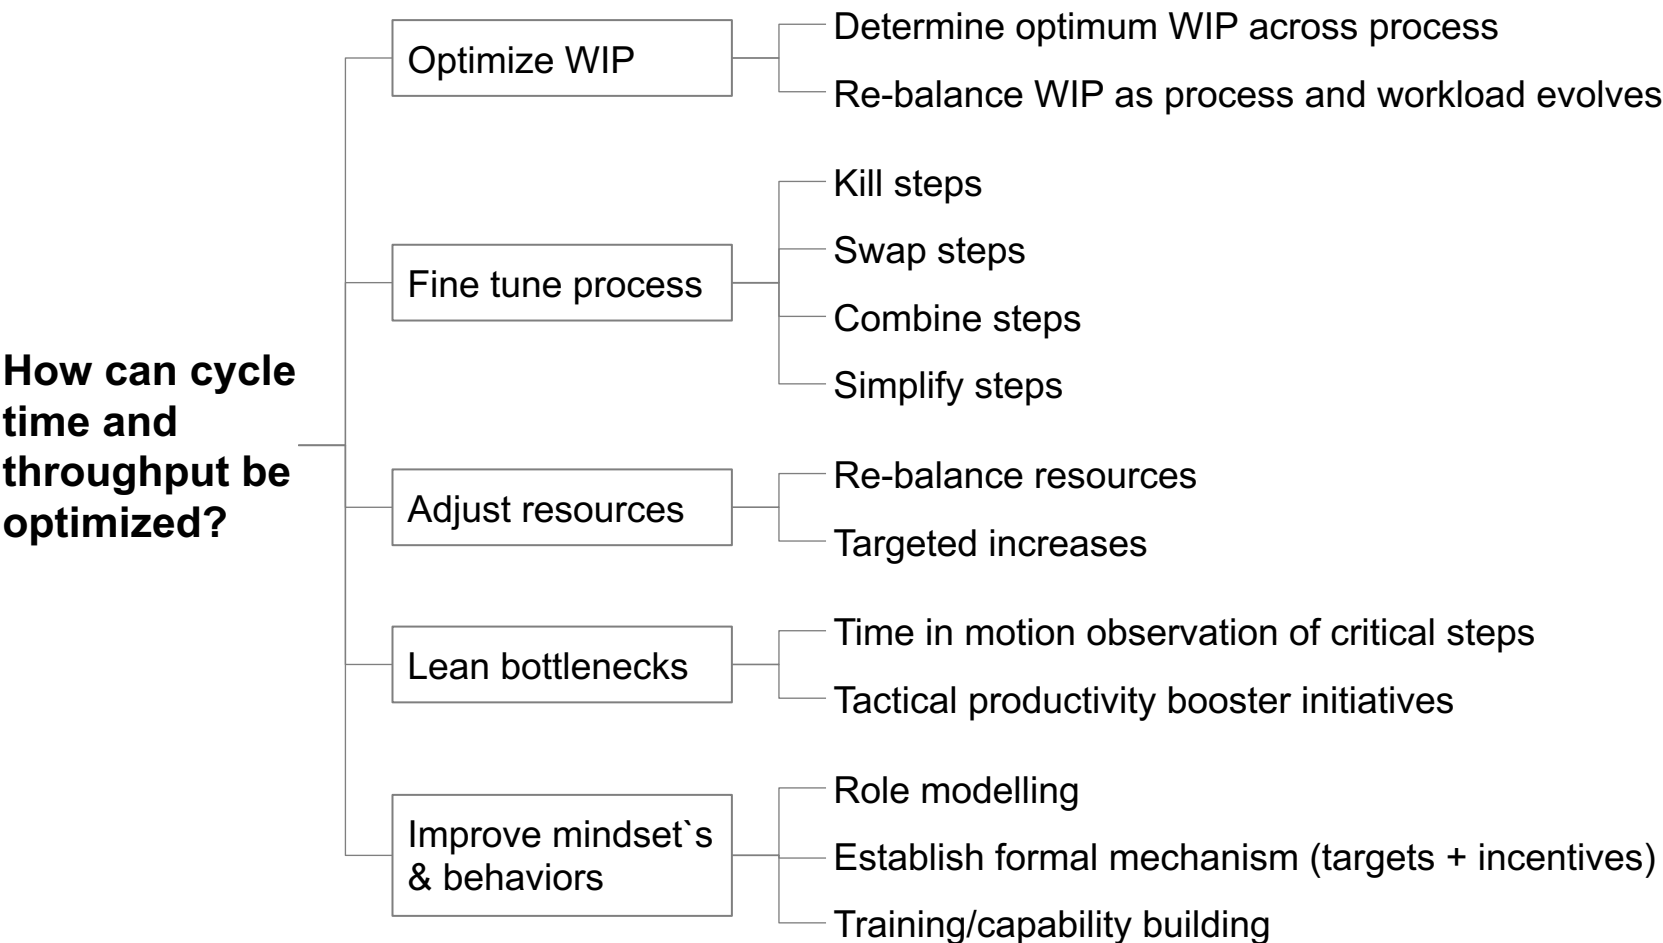 How can cycle
time and
throughput be
optimized?
Optimize WIP
Determine optimum WIP across process
Re-balance WIP as process and workload evolves
Fine tune process
Kill steps
Swap steps
Combine steps
Simplify steps
Adjust resources
Re-balance resources
Targeted increases
Lean bottlenecks
Time in motion observation of critical steps
Tactical productivity booster initiatives
Improve mindset`s
& behaviors
Role modelling
Establish formal mechanism (targets + incentives)
Training/capability building